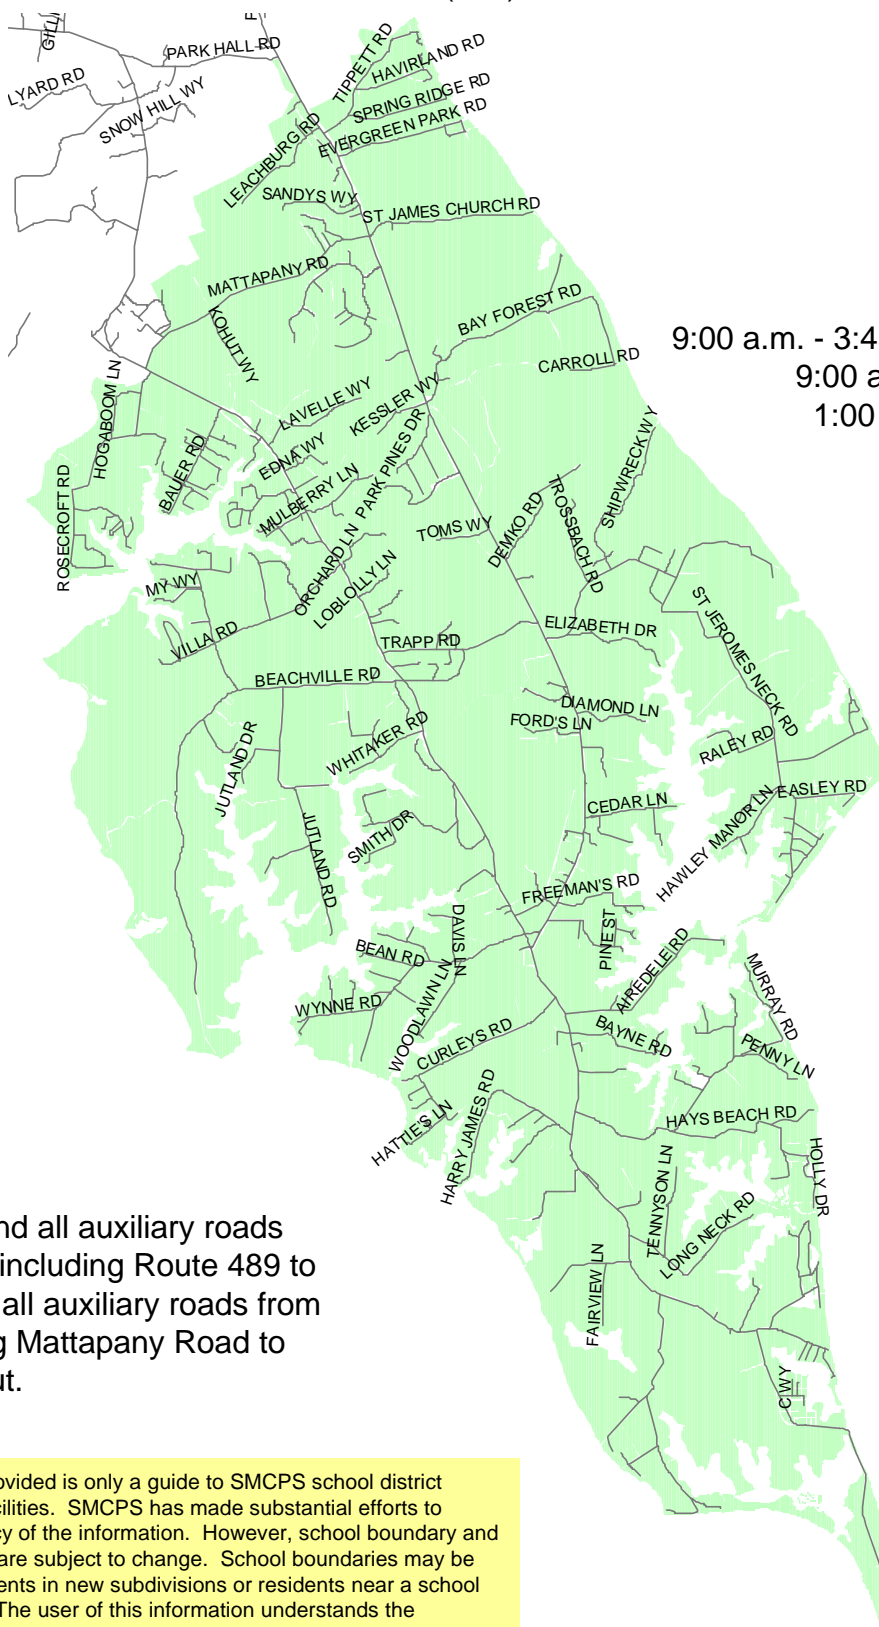 GILL
F
PARK HALL RD
TIPPETT RD
HAVIRLAND RD
LYARD RD
SNOW HILL WY
SPRING RIDGE RD
EVERGREEN PARK RD
LEACHBURG RD
SANDYS WY
ST JAMES CHURCH RD
MATTAPANY RD
BAY FOREST RD
KOHUT WY
9:00 a.m. - 3:4
CARROLL RD
9:00 a
1:00
HOGABOOM LN
LAVELLE WY
KESSLER WY
SHIPWRECK WY
EDNA WY
BAUER RD
PARK PINES DR
MULBERRY LN
ROSECROFT RD
TOMS WY
DEMKO RD
TROSSBACH RD
ORCHARD LN
LOBLOLLY LN
MY WY
VILLA RD
TRAPP RD
ELIZABETH DR
ST JEROMES NECK RD
BEACHVILLE RD
DIAMOND LN
FORD'S LN
WHITAKER RD
JUTLAND DR
RALEY RD
EASLEY RD
CEDAR LN
HAWLEY MANOR LN
JUTLAND RD
SMITH DR
FREEMAN'S RD
DAVIS LN
PINE ST
BEAN RD
AIREDELE RD
MURRAY RD
WOODLAWN LN
WYNNE RD
BAYNE RD
CURLEYS RD
PENNY LN
HATTIES LN
HARRY JAMES RD
HAYS BEACH RD
HOLLY DR
TENNYSON LN
LONG NECK RD
FAIRVIEW LN
C WY
nd all auxiliary roads
including Route 489 to
all auxiliary roads from
g Mattapany Road to
ut.
ovided is only a guide to SMCPS school district
cilities. SMCPS has made substantial efforts to
cy of the information. However, school boundary and
are subject to change. School boundaries may be
ents in new subdivisions or residents near a school
The user of this information understands the